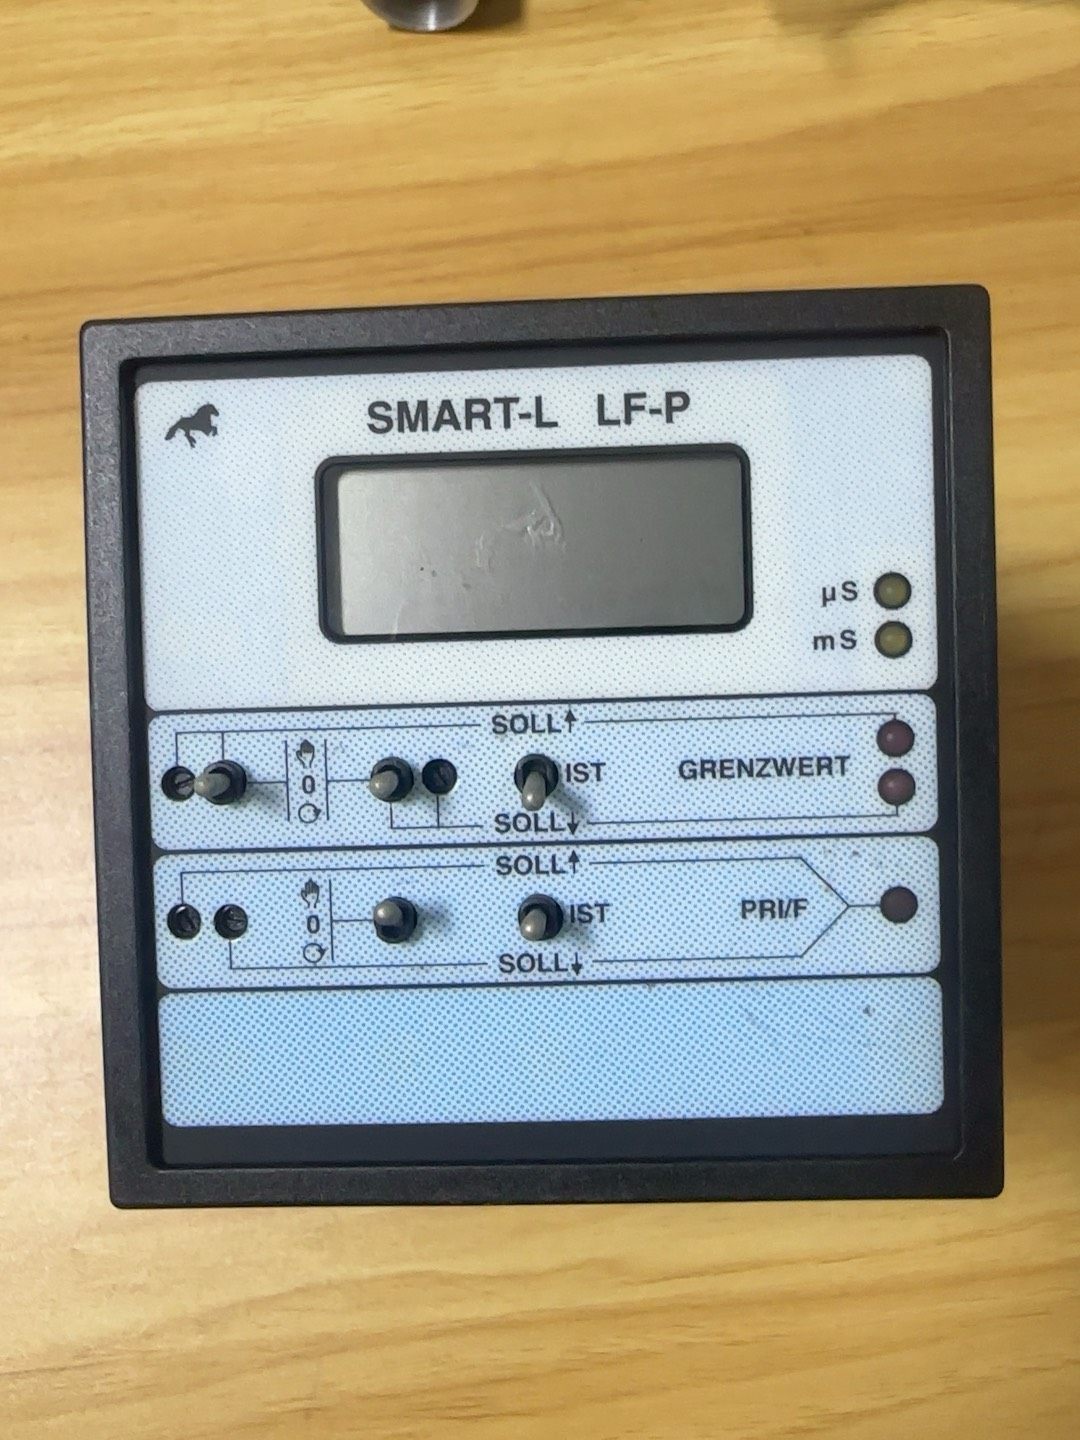 SMART-L LF-P
µS
mS
SOLL↑
0
IST
GRENZWERT
SOLL↓
SOLL↑
0
IST
PRI/F
SOLL↓